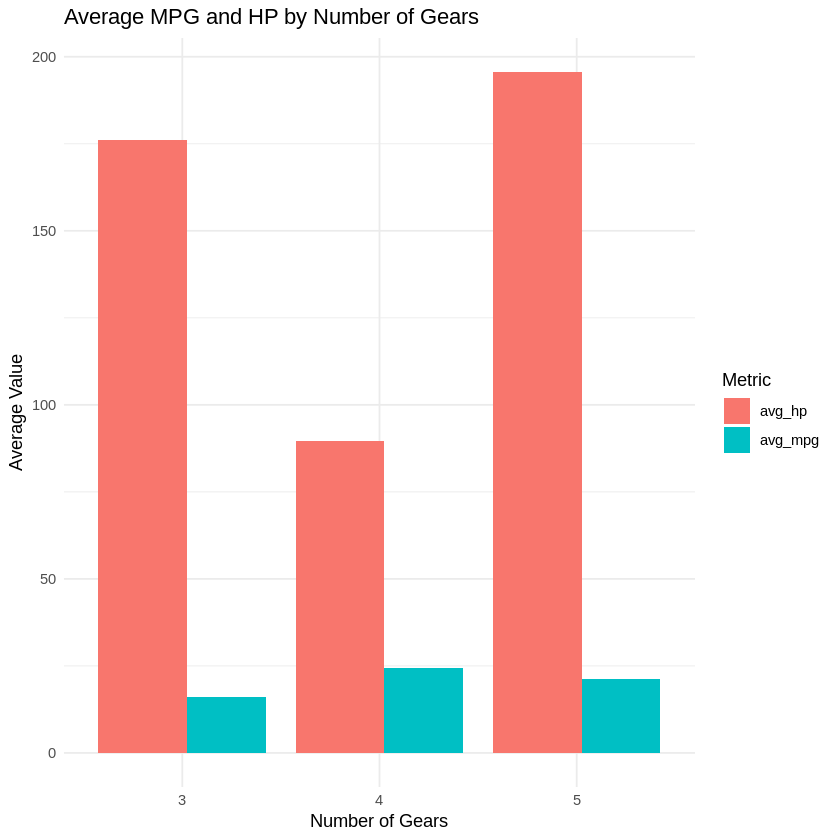 Average MPG and HP by Number of Gears
200
150
100
50
0
Average Value
3
4
5
Number of Gears
Metric
avg_hp
avg_mpg